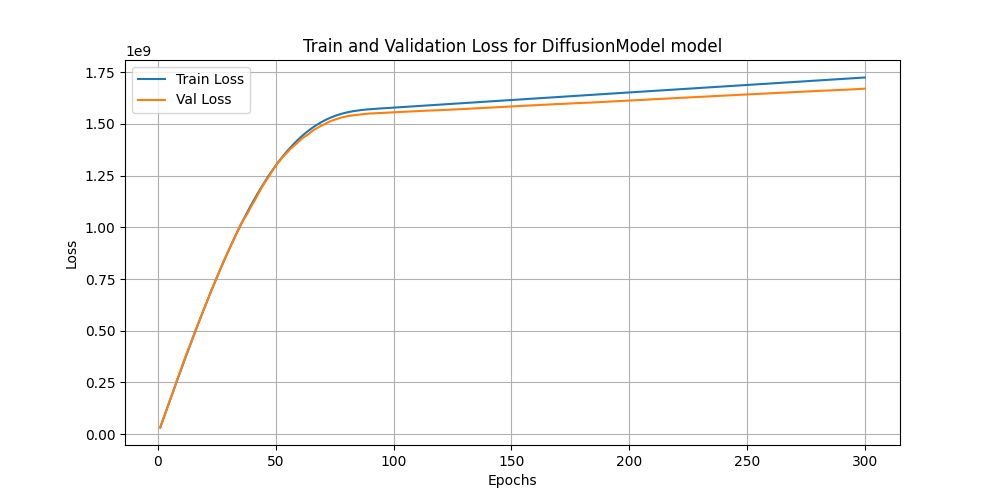 Train and Validation Loss for DiffusionModel model
1e9
Train Loss
Val Loss
1.75
1.50
1.25
1.00
0.75
0.50
0.25
0.00
Loss
0 50 100 150 200 250 300
Epochs